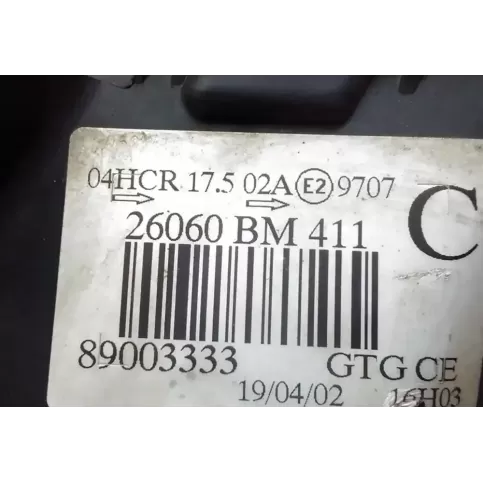 04HCR 17.5 02A E2 9707
26060 BM 411
C
89003333 GTG CE
19/04/02 16H03